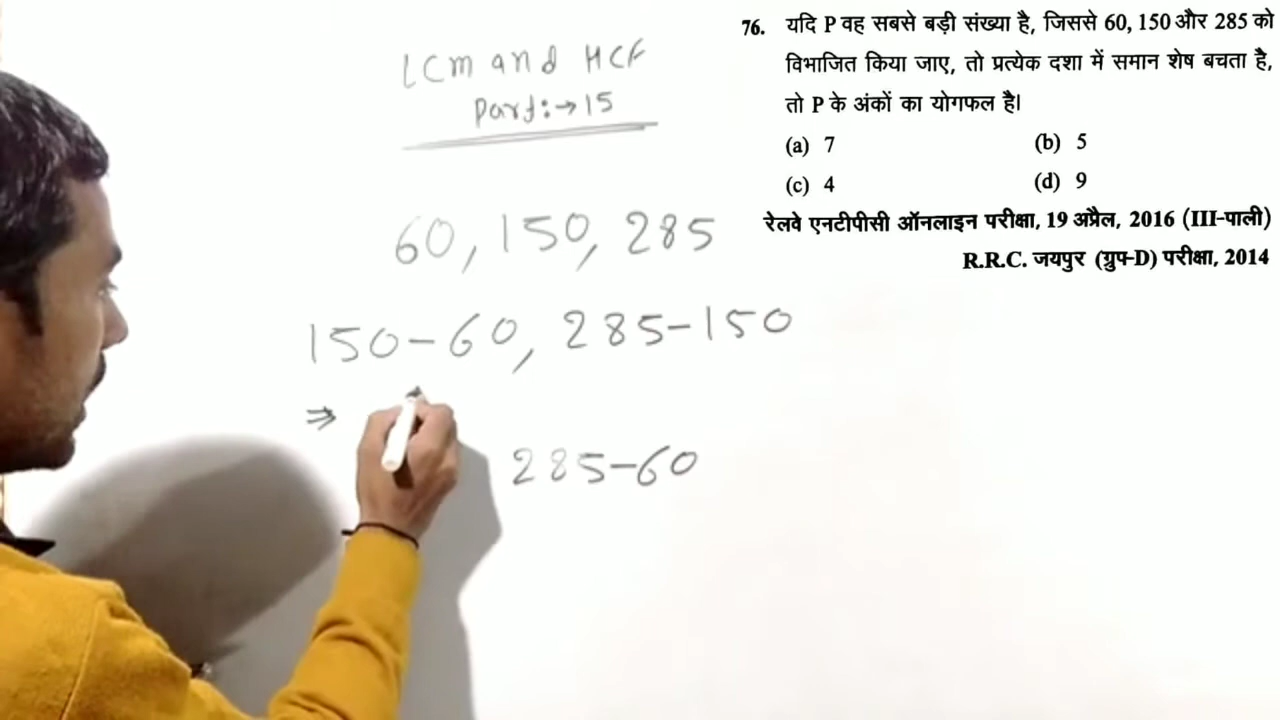 LCM and HCF
Part:→15
76. यदि P वह सबसे बड़ी संख्या है, जिससे 60, 150 और 285 को
विभाजित किया जाए, तो प्रत्येक दशा में समान शेष बचता है,
तो P के अंकों का योगफल है।
(a) 7 (b) 5
(c) 4 (d) 9
रेलवे एनटीपीसी ऑनलाइन परीक्षा, 19 अप्रैल, 2016 (III-पाली)
R.R.C. जयपुर (ग्रुप-D) परीक्षा, 2014
60, 150, 285
150-60, 285-150
⇒
285-60